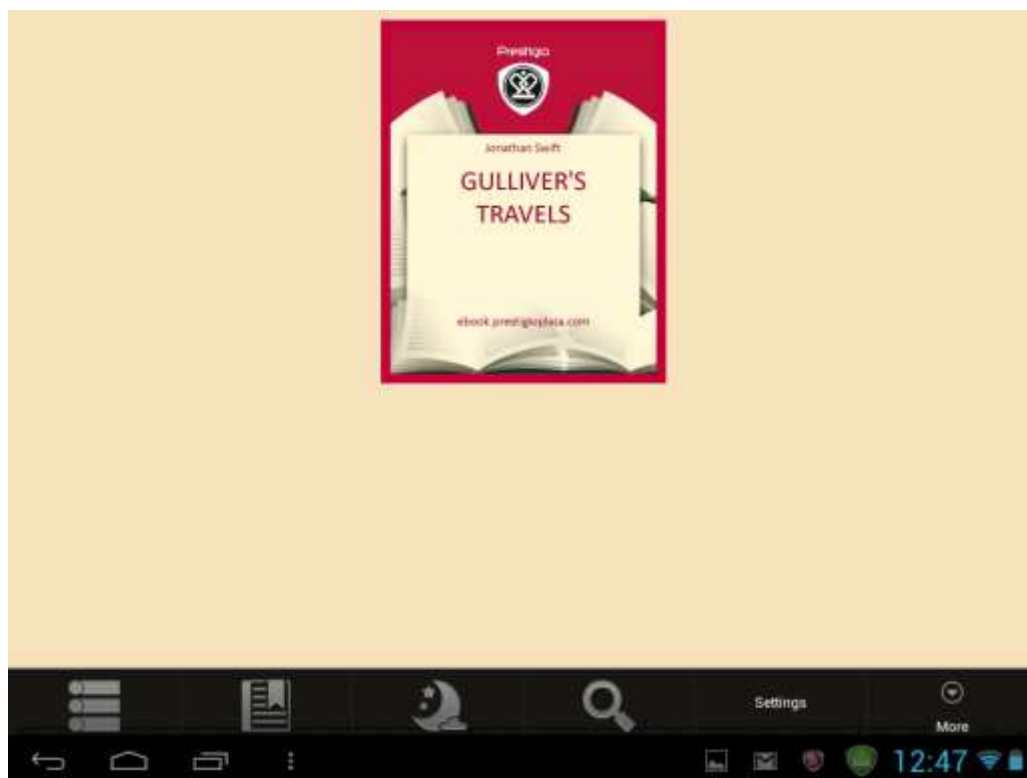 Prestigio
Jonathan Swift
GULLIVER'S
TRAVELS
ebook.prestigioplaza.com
Settings
More
12:47